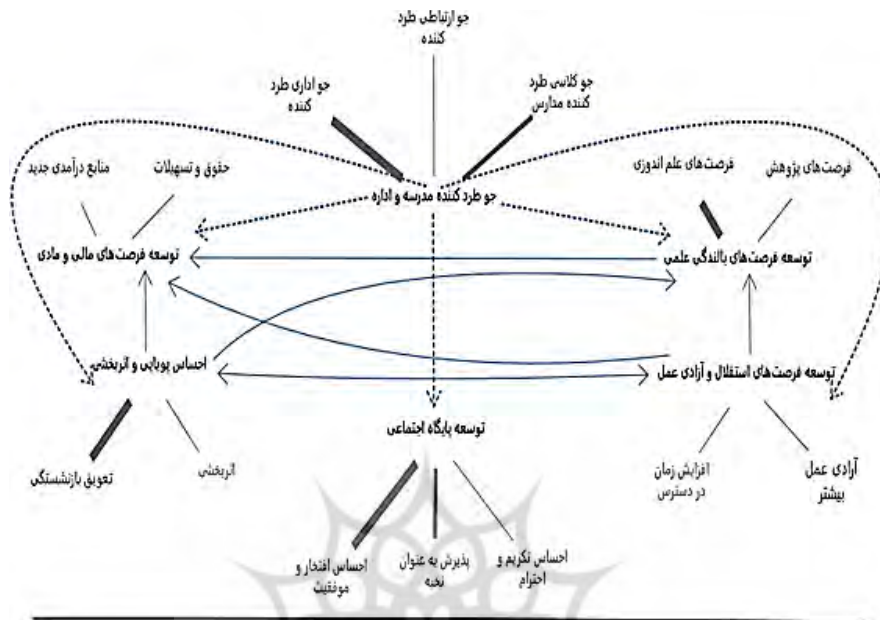 جو ارتباطی طرد
کننده
جو کلاسی طرد
کننده مدارس
جو اداری طرد
کننده
فرصت‌های پژوهش
فرصت‌های علم اندوزی
حقوق و تسهیلات
منابع درآمدی جدید
جو طرد کننده مدرسه و اداره
توسعه فرصت‌های بالندگی علمی
توسعه فرصت‌های مالی و مادی
توسعه فرصت‌های استقلال و آزادی عمل
احساس پویایی و اثربخشی
توسعه پایگاه اجتماعی
آزادی عمل
بیشتر
افزایش زمان
در دسترس
اثربخشی
تعویق بازنشستگی
احساس تکریم و
احترام
پذیرش به عنوان
نخبه
احساس افتخار و
موفقیت